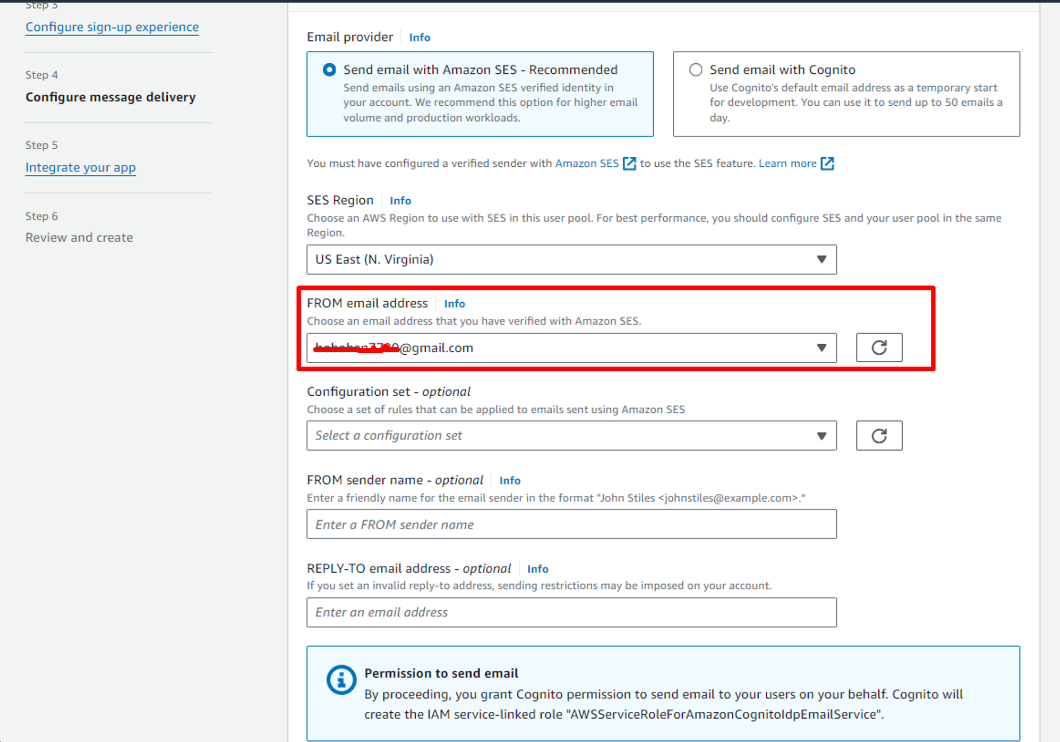 Step 3
Configure sign-up experience
Step 4
Configure message delivery
Step 5
Integrate your app
Step 6
Review and create
Email provider Info
Send email with Amazon SES - Recommended
Send emails using an Amazon SES verified identity in
your account. We recommend this option for higher email
volume and production workloads.
Send email with Cognito
Use Cognito's default email address as a temporary start
for development. You can use it to send up to 50 emails a
day.
You must have configured a verified sender with Amazon SES to use the SES feature. Learn more
SES Region Info
Choose an AWS Region to use with SES in this user pool. For best performance, you should configure SES and your user pool in the same
Region.
US East (N. Virginia)
FROM email address Info
Choose an email address that you have verified with Amazon SES.
@gmail.com
Configuration set - optional
Choose a set of rules that can be applied to emails sent using Amazon SES
Select a configuration set
FROM sender name - optional Info
Enter a friendly name for the email sender in the format "John Stiles <johnstiles@example.com>."
Enter a FROM sender name
REPLY-TO email address - optional Info
If you set an invalid reply-to address, sending restrictions may be imposed on your account.
Enter an email address
Permission to send email
By proceeding, you grant Cognito permission to send email to your users on your behalf. Cognito will
create the IAM service-linked role "AWSServiceRoleForAmazonCognitoIdpEmailService".